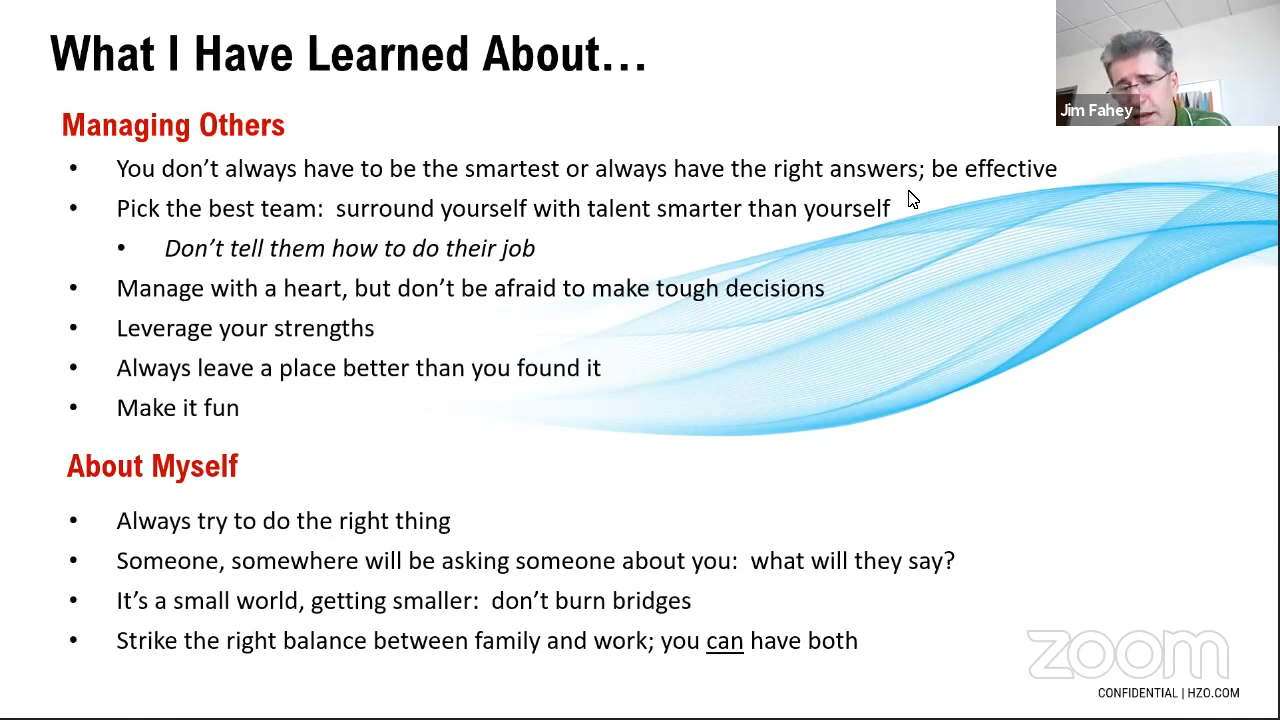 What I Have Learned About...
Jim Fahey
Managing Others
• You don't always have to be the smartest or always have the right answers; be effective
• Pick the best team:  surround yourself with talent smarter than yourself
• Don't tell them how to do their job
• Manage with a heart, but don't be afraid to make tough decisions
• Leverage your strengths
• Always leave a place better than you found it
• Make it fun
About Myself
• Always try to do the right thing
• Someone, somewhere will be asking someone about you:  what will they say?
• It's a small world, getting smaller:  don't burn bridges
• Strike the right balance between family and work; you can have both
zoom
CONFIDENTIAL | HZO.COM